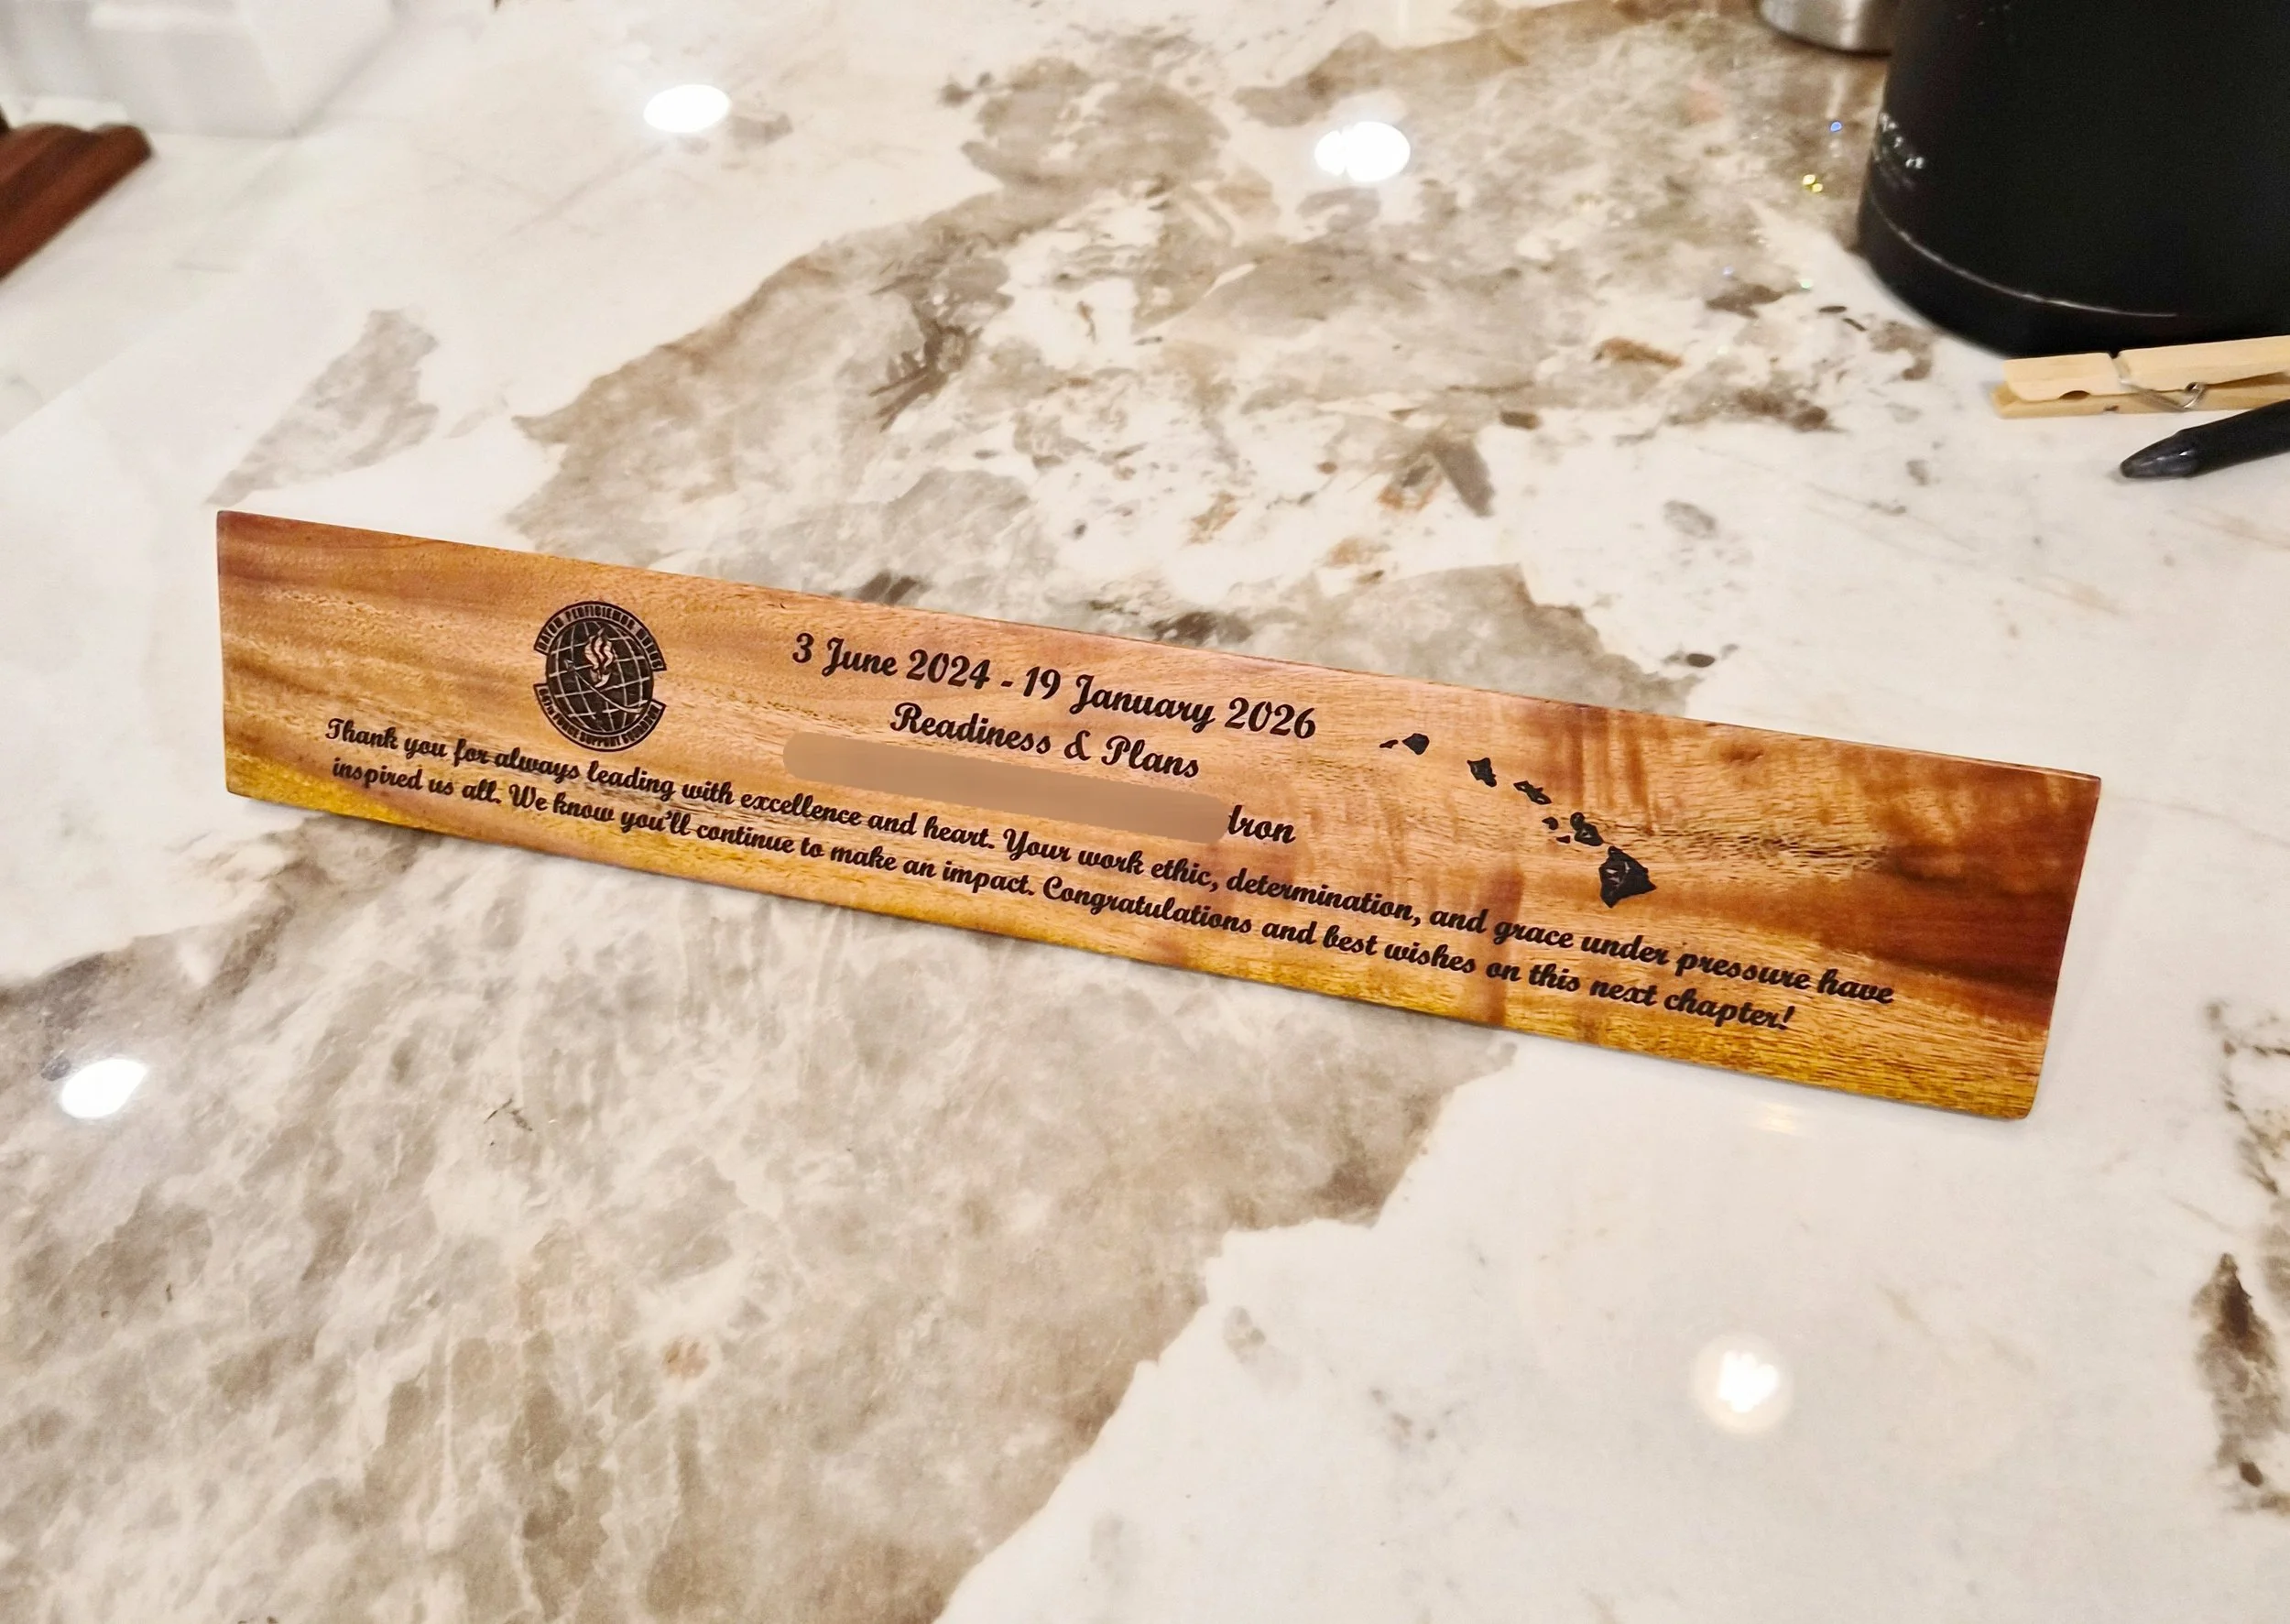 3 June 2024 - 19 January 2026
Readiness & Plans
dron
Thank you for always leading with excellence and heart. Your work ethic, determination, and grace under pressure have
inspired us all. We know you'll continue to make an impact. Congratulations and best wishes on this next chapter!
SUPPORT